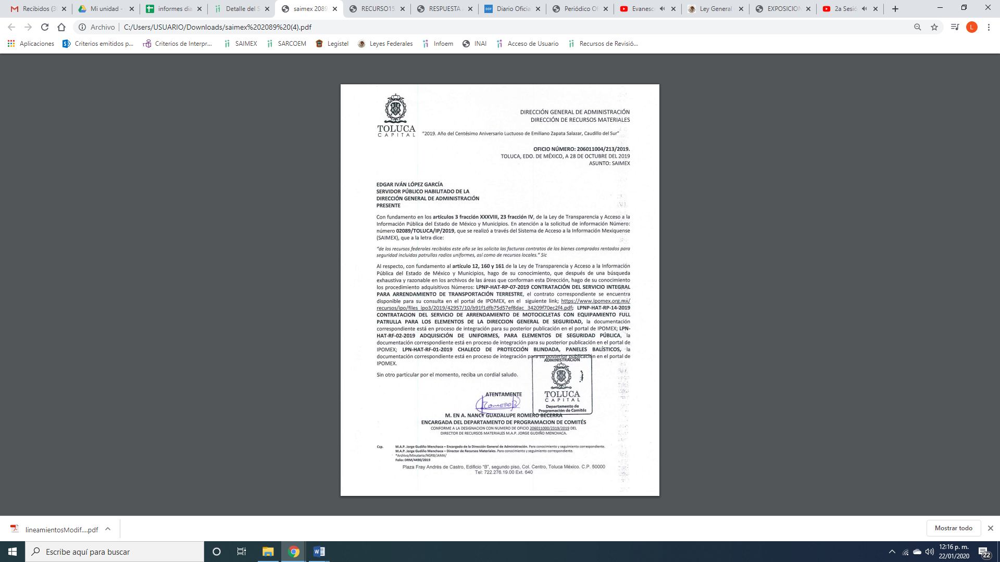 Recibidos (3
Mi unidad -
informes dia
Detalle del S
saimex 2089
RECURSO15
RESPUESTA
Diario Oficia
Periódico Of
Evanesc
Ley General
EXPOSICION
2a Sesió
Archivo
C:/Users/USUARIO/Downloads/saimex%202089%20(4).pdf
L
Aplicaciones
Criterios emitidos p...
Criterios de Interpr...
SAIMEX
SARCOEM
Legistel
Leyes Federales
Infoem
INAI
Acceso de Usuario
Recursos de Revisió...
TOLUCA
CAPITAL
DIRECCIÓN GENERAL DE ADMINISTRACIÓN
DIRECCIÓN DE RECURSOS MATERIALES
"2019. Año del Centésimo Aniversario Luctuoso de Emiliano Zapata Salazar, Caudillo del Sur"
OFICIO NÚMERO: 206011004/213/2019.
TOLUCA, EDO. DE MÉXICO, A 28 DE OCTUBRE DEL 2019
ASUNTO: SAIMEX
EDGAR IVÁN LÓPEZ GARCÍA
SERVIDOR PÚBLICO HABILITADO DE LA
DIRECCIÓN GENERAL DE ADMINISTRACIÓN
PRESENTE
Con fundamento en los artículos 3 fracción XXXVIII, 23 fracción IV, de la Ley de Transparencia y Acceso a la
Información Pública del Estado de México y Municipios. En atención a la solicitud de información Número:
número 02089/TOLUCA/IP/2019, que se realizó a través del Sistema de Acceso a la Información Mexiquense
(SAIMEX), que a la letra dice:
"de los recursos federales recibidos este año se les solicita las facturas contratos de los bienes comprados rentados para
seguridad incluidas patrullas radios uniformes, así como de recursos locales." Sic
Al respecto, con fundamento al artículo 12, 160 y 161 de la Ley de Transparencia y Acceso a la Información
Pública del Estado de México y Municipios, hago de su conocimiento, que después de una búsqueda
exhaustiva y razonable en los archivos de las áreas que conforman esta Dirección, hago de su conocimiento
los procedimiento adquisitivos Números: LPNP-HAT-RP-07-2019 CONTRATACIÓN DEL SERVICIO INTEGRAL
PARA ARRENDAMIENTO DE TRANSPORTACIÓN TERRESTRE, el contrato correspondiente se encuentra
disponible para su consulta en el portal de IPOMEX, en el siguiente link; https://www.ipomex.org.mx/
recursos/ipo/files_ipo3/2019/42957/10/b91f1dfb75d57ef8dac_34209f70ec2f4.pdf; LPNP-HAT-RP-14-2019
CONTRATACION DEL SERVICIO DE ARRENDAMIENTO DE MOTOCICLETAS CON EQUIPAMIENTO FULL
PATRULLA PARA LOS ELEMENTOS DE LA DIRECCION GENERAL DE SEGURIDAD, la documentación
correspondiente está en proceso de integración para su posterior publicación en el portal de IPOMEX; LPN-
HAT-RF-02-2019 ADQUISICIÓN DE UNIFORMES, PARA ELEMENTOS DE SEGURIDAD PÚBLICA, la
documentación correspondiente está en proceso de integración para su posterior publicación en el portal de
IPOMEX; LPN-HAT-RF-01-2019 CHALECO DE PROTECCIÓN BLINDADA, PANELES BALÍSTICOS, la
documentación correspondiente está en proceso de integración para su posterior publicación en el portal de
IPOMEX.
Sin otro particular por el momento, reciba un cordial saludo.
ADMINISTRACIÓN
TOLUCA
CAPITAL
Departamento de
Programación de Comités
ATENTAMENTE
Romero B
M. EN A. NANCY GUADALUPE ROMERO BECERRA
ENCARGADA DEL DEPARTAMENTO DE PROGRAMACION DE COMITÉS
CONFORME A LA DESIGNACION CON NUMERO DE OFICIO 206011000/2319/2019 DEL
DIRECTOR DE RECURSOS MATERIALES M.A.P. JORGE GUDIÑO MENCHACA.
Ccp. M.A.P. Jorge Gudiño Menchaca – Encargado de la Dirección General de Administración. Para conocimiento y seguimiento correspondiente.
M.A.P. Jorge Gudiño Menchaca – Director de Recursos Materiales. Para conocimiento y seguimiento correspondiente.
*Archivo/Minutario/NGRB/JAMA/
Folio: DRM/4490/2019
Plaza Fray Andrés de Castro, Edificio "B", segundo piso, Col. Centro, Toluca México. C.P. 50000
Tel: 722.276.19.00 Ext. 640
lineamientosModif....pdf
Mostrar todo
Escribe aquí para buscar
12:16 p. m.
22/01/2020
22